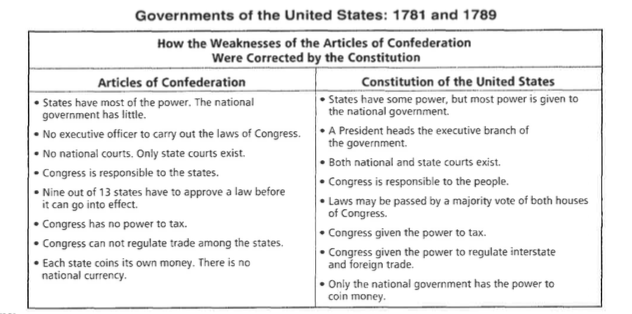 Governments of the United States: 1781 and 1789
How the Weaknesses of the Articles of Confederation
Were Corrected by the Constitution
Articles of Confederation
• States have most of the power. The national
government has little.
• No executive officer to carry out the laws of Congress.
• No national courts. Only state courts exist.
• Congress is responsible to the states.
• Nine out of 13 states have to approve a law before
it can go into effect.
• Congress has no power to tax.
• Congress can not regulate trade among the states.
• Each state coins its own money. There is no
national currency.
Constitution of the United States
• States have some power, but most power is given to
the national government.
• A President heads the executive branch of
the government.
• Both national and state courts exist.
• Congress is responsible to the people.
• Laws may be passed by a majority vote of both houses
of Congress.
• Congress given the power to tax.
• Congress given the power to regulate interstate
and foreign trade.
• Only the national government has the power to
coin money.